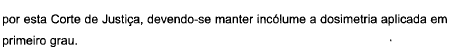 por esta Corte de Justiça, devendo-se manter incólume a dosimetria aplicada em
primeiro grau.